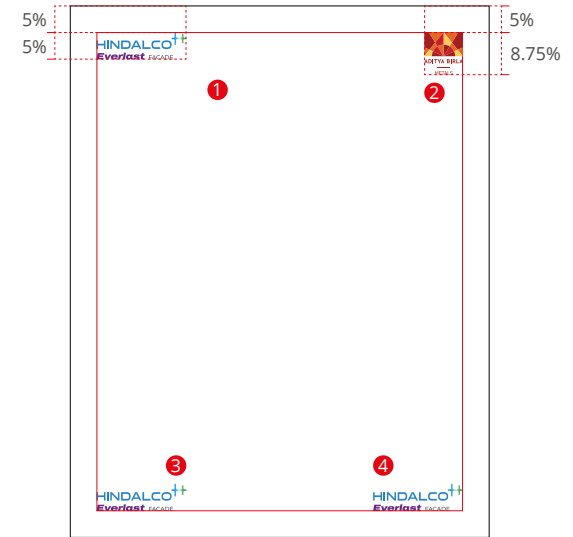 5%
5%
5%
8.75%
HINDALCO
Everlast FACADE
ADITYA BIRLA
METALS
1
2
3
4
HINDALCO
Everlast FACADE
HINDALCO
Everlast FACADE